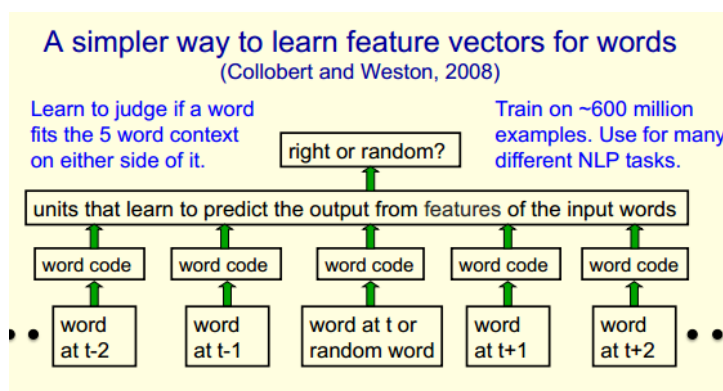 A simpler way to learn feature vectors for words
(Collobert and Weston, 2008)
Learn to judge if a word
fits the 5 word context
on either side of it.
Train on ~600 million
examples. Use for many
different NLP tasks.
right or random?
units that learn to predict the output from features of the input words
word code
word code
word code
word code
word code
word
at t-2
word
at t-1
word at t or
random word
word
at t+1
word
at t+2